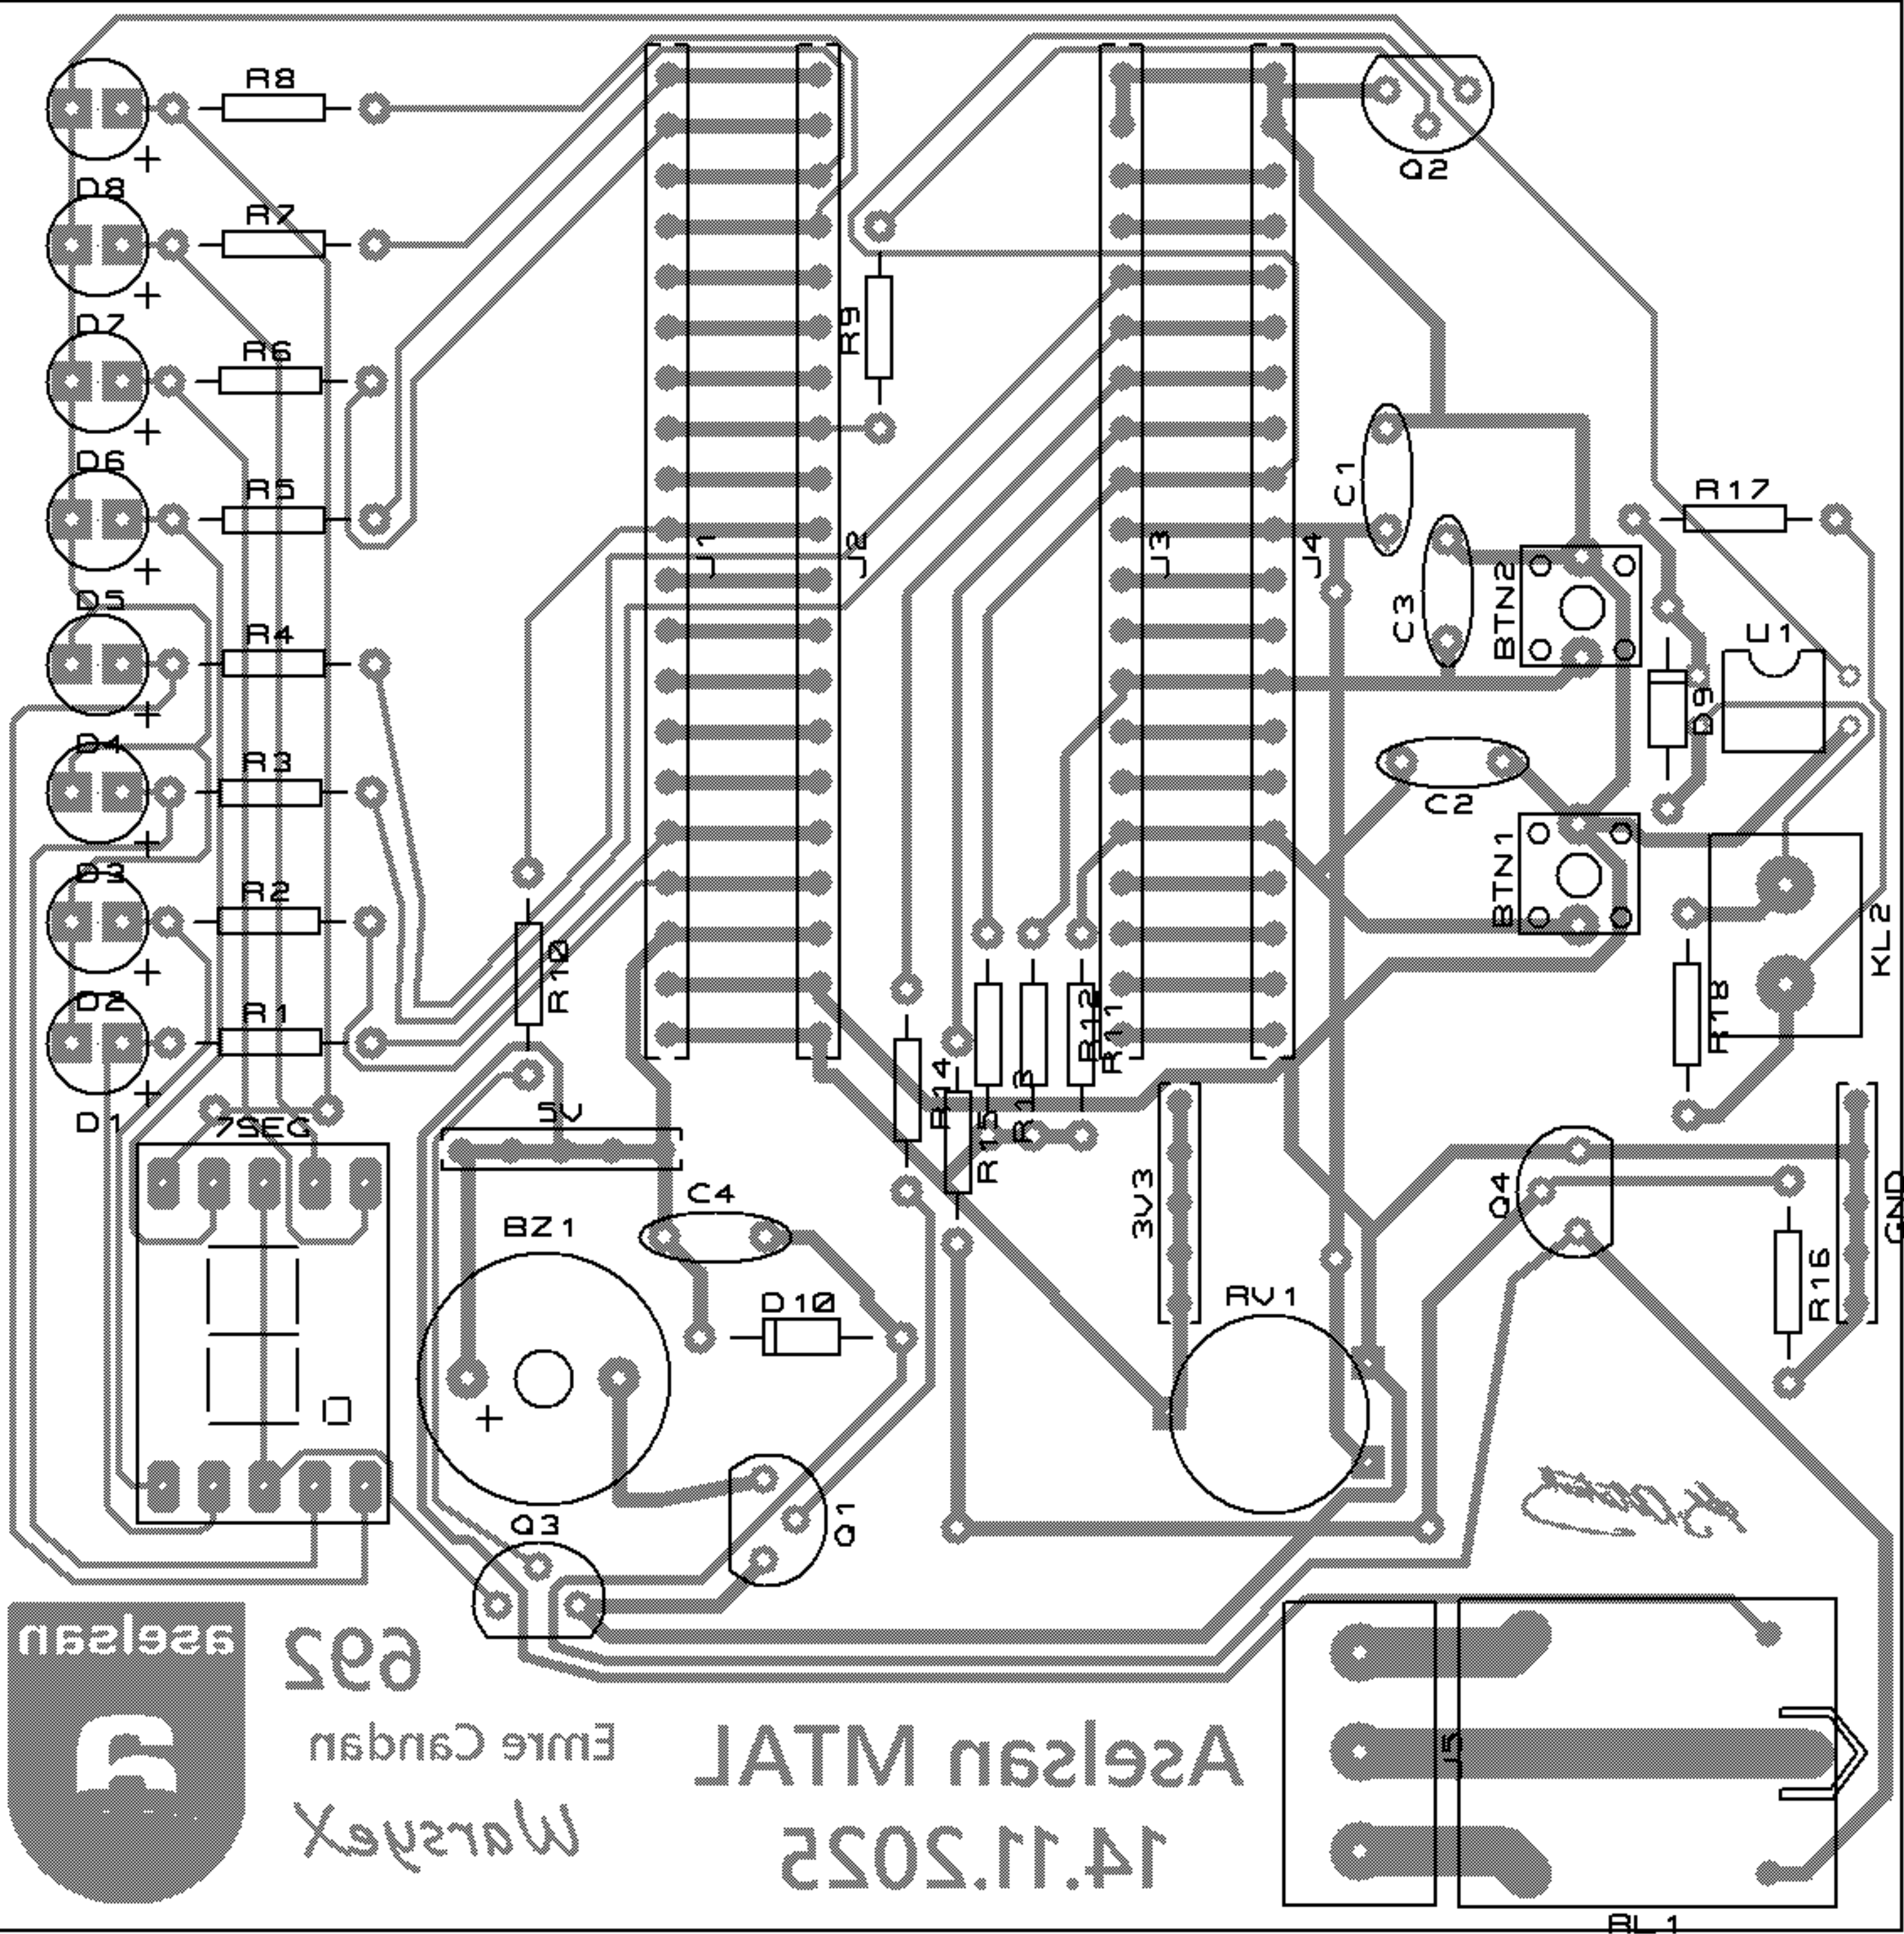 R8
D8
R7
D7
R6
D6
R5
D5
R4
D4
R3
D3
R2
D2
R1
D1
7SEG
J1
J2
J3
J4
Q2
R9
C1
C3
BTN2
R17
U1
D9
C2
BTN1
KL2
R18
R10
R14
R15
R13
R12
R11
5V
C4
BZ1
D10
3V3
RV1
Q4
R16
GND
Q3
Q1
aselsan
a
692
Emre Candan
WarsyeX
Aselsan MTAL
14.11.2025
J5
RL1